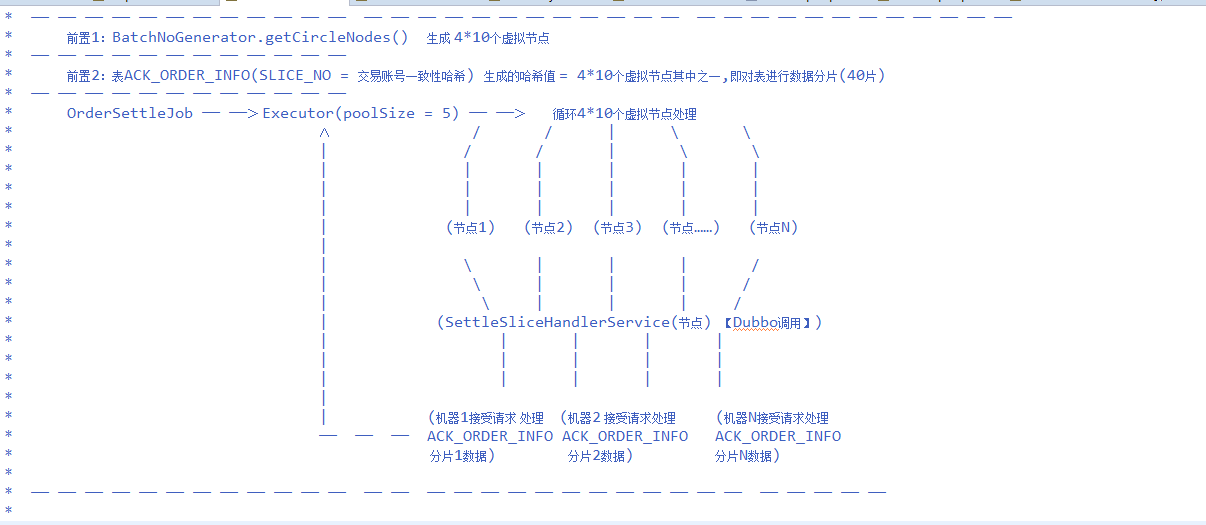 * —— —— —— —— —— —— —— —— —— —— —— —— —— —— —— —— —— —— —— —— —— —— —— —— —— —— —— —— —— —— —— —— —— —— —— ——
* 前置1：BatchNoGenerator.getCircleNodes() 生成 4*10个虚拟节点
* —— —— —— —— —— —— —— —— —— —— —— ——
* 前置2：表ACK_ORDER_INFO(SLICE_NO = 交易账号一致性哈希) 生成的哈希值 = 4*10个虚拟节点其中之一,即对表进行数据分片(40片)
* —— —— —— —— —— —— —— —— —— —— —— ——
* OrderSettleJob —— ——> Executor(poolSize = 5) —— ——> 循环4*10个虚拟节点处理
* ^ / / | \ \
* | / / | \ \
* | | | | | |
* | | | | | |
* | | | | | |
* | (节点1) (节点2) (节点3) (节点……) (节点N)
* |
* | \ | | | /
* | \ | | | /
* | \ | | | /
* | (SettleSliceHandlerService(节点) 【Dubbo调用】)
* | | | | |
* | | | | |
* | | | | |
* |
* | (机器1接受请求 处理 (机器2 接受请求处理 (机器N接受请求处理
* —— —— —— ACK_ORDER_INFO ACK_ORDER_INFO ACK_ORDER_INFO
* 分片1数据) 分片2数据) 分片N数据)
*
* —— —— —— —— —— —— —— —— —— —— —— —— —— —— —— —— —— —— —— —— —— —— —— —— —— —— —— —— —— —— ——
*